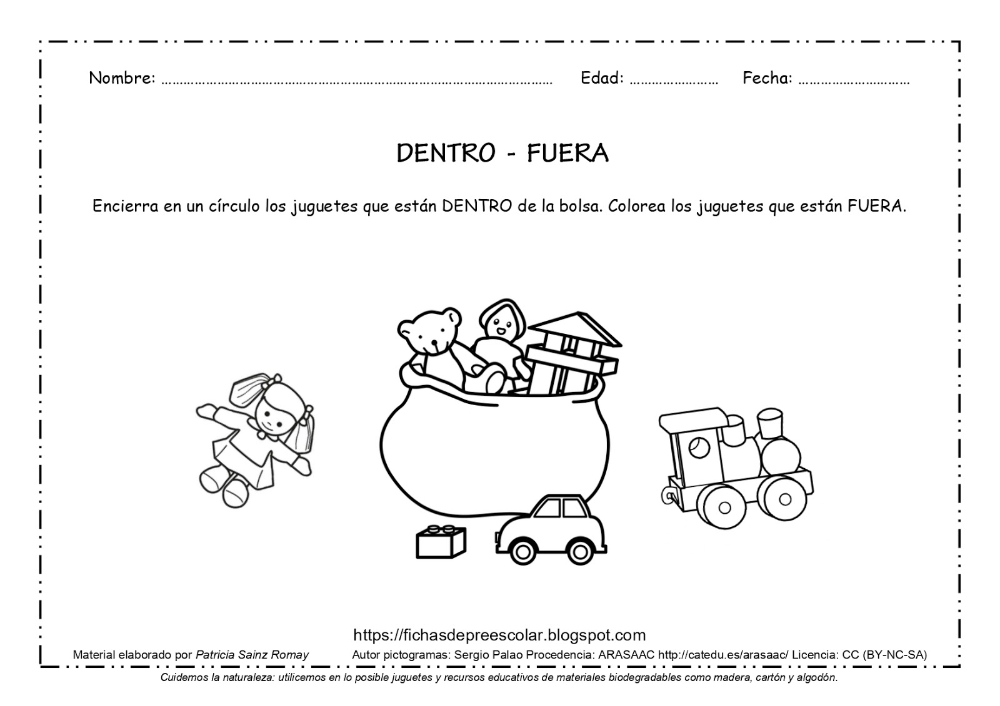 Nombre: ........................................................................................ Edad: ........................ Fecha: ..............................
DENTRO - FUERA
Encierra en un círculo los juguetes que están DENTRO de la bolsa. Colorea los juguetes que están FUERA.
https://fichasdepreescolar.blogspot.com
Material elaborado por Patricia Sainz Romay Autor pictogramas: Sergio Palao Procedencia: ARASAAC http://catedu.es/arasaac/ Licencia: CC (BY-NC-SA)
Cuidemos la naturaleza: utilicemos en lo posible juguetes y recursos educativos de materiales biodegradables como madera, cartón y algodón.